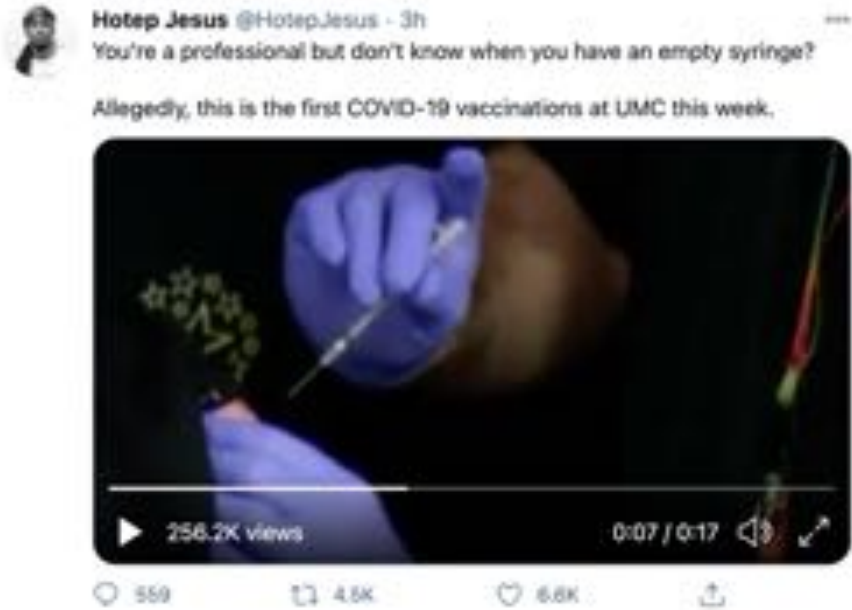 Hotep Jesus @HotepJesus · 3h
You're a professional but don't know when you have an empty syringe?
Allegedly, this is the first COVID-19 vaccinations at UMC this week.
256.2K views
0:07 / 0:17
559 4.5K 6.6K